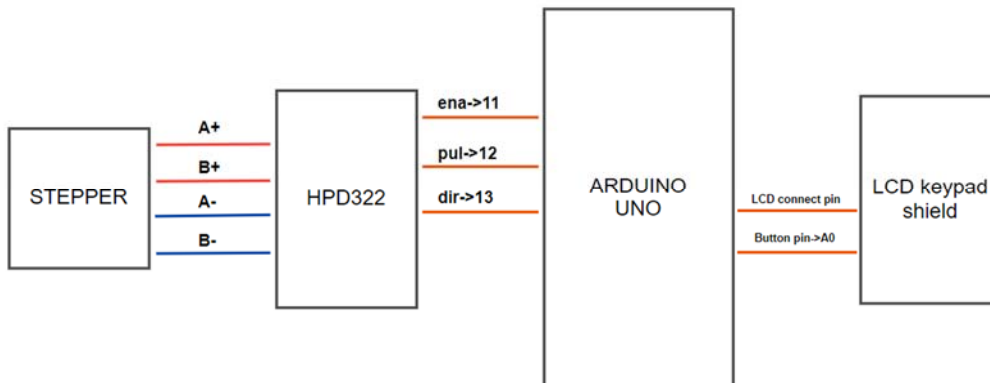 STEPPER
A+
B+
A-
B-
HPD322
ena->11
pul->12
dir->13
ARDUINO
UNO
LCD connect pin
Button pin->A0
LCD keypad
shield